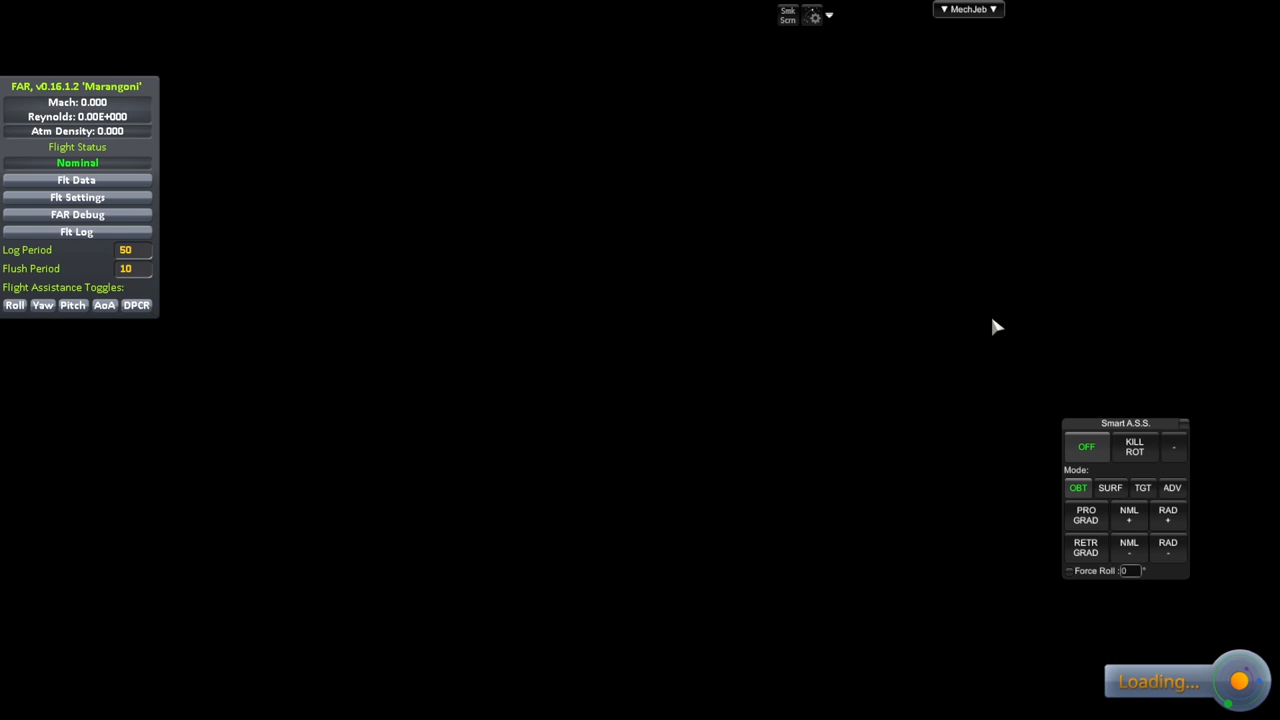 Smk
Scrn
▼ MechJeb ▼
FAR, v0.16.1.2 'Marangoni'
Mach: 0.000
Reynolds: 0.00E+000
Atm Density: 0.000
Flight Status
Nominal
Flt Data
Flt Settings
FAR Debug
Flt Log
Log Period 50
Flush Period 10
Flight Assistance Toggles:
Roll Yaw Pitch AoA DPCR
Smart A.S.S.
OFF KILL ROT -
Mode:
OBT SURF TGT ADV
PRO GRAD NML + RAD +
RETR GRAD NML - RAD -
Force Roll : 0 °
Loading...